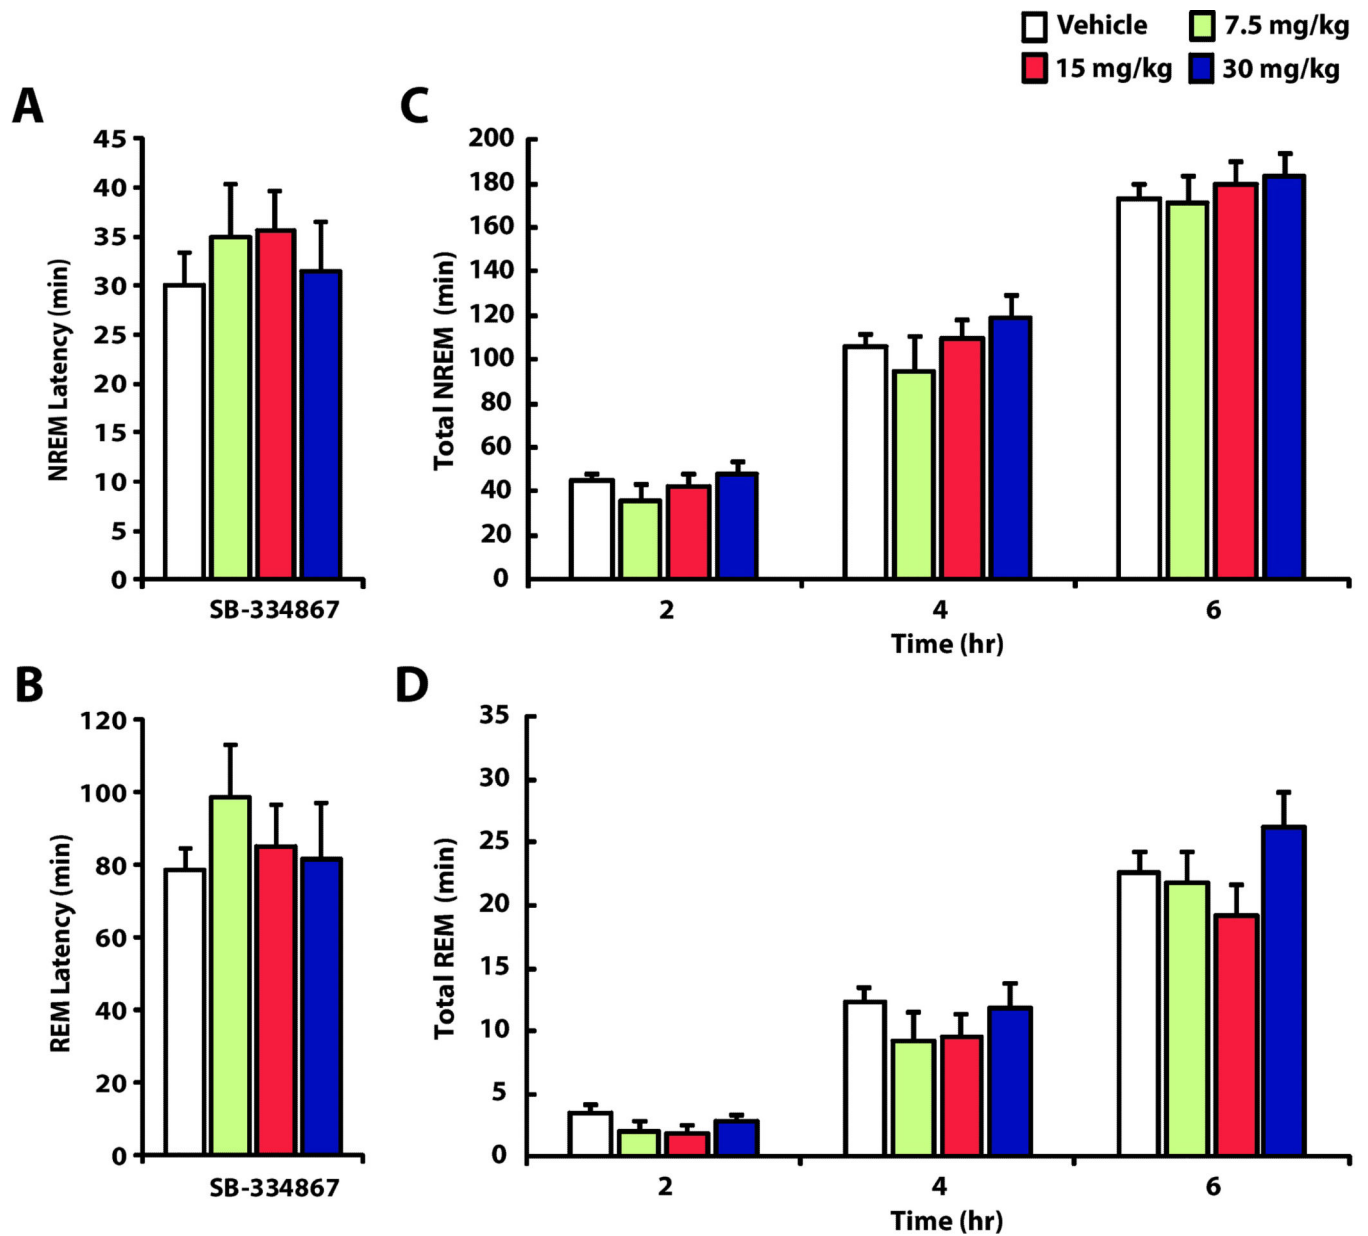 Vehicle 7.5 mg/kg
15 mg/kg 30 mg/kg
A
45
40
35
30
25
20
15
10
5
0
NREM Latency (min)
SB-334867
C
200
180
160
140
120
100
80
60
40
20
0
Total NREM (min)
2 4 6
Time (hr)
B
120
100
80
60
40
20
0
REM Latency (min)
SB-334867
D
35
30
25
20
15
10
5
0
Total REM (min)
2 4 6
Time (hr)